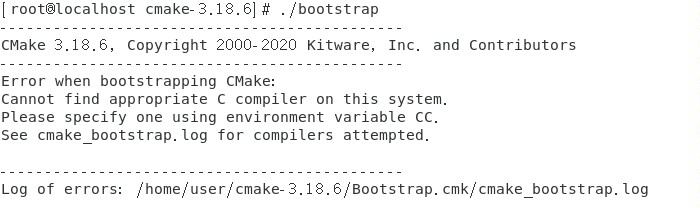 [root@localhost cmake-3.18.6]# ./bootstrap
---------------------------------------------
CMake 3.18.6, Copyright 2000-2020 Kitware, Inc. and Contributors
---------------------------------------------
Error when bootstrapping CMake:
Cannot find appropriate C compiler on this system.
Please specify one using environment variable CC.
See cmake_bootstrap.log for compilers attempted.
---------------------------------------------
Log of errors: /home/user/cmake-3.18.6/Bootstrap.cmk/cmake_bootstrap.log